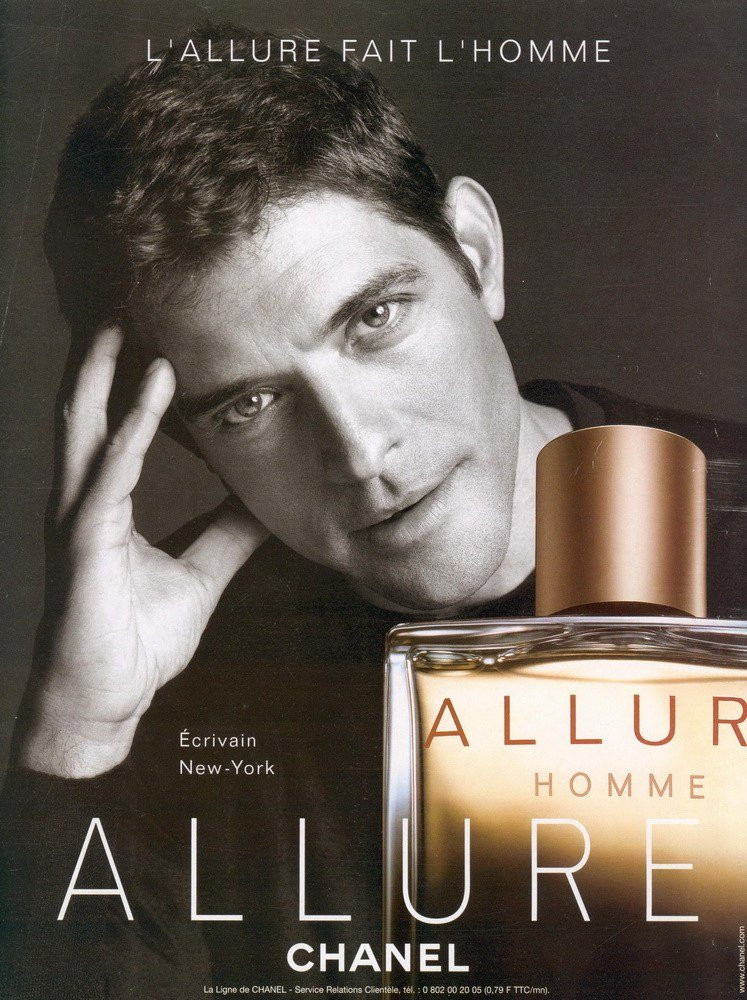 L'ALLURE FAIT L'HOMME
ALLUR
HOMME
Écrivain
New-York
ALLURE
CHANEL
La Ligne de CHANEL - Service Relations Clientèle, tél. : 0 802 00 20 05 (0,79 F TTC/mn).
www.chanel.com